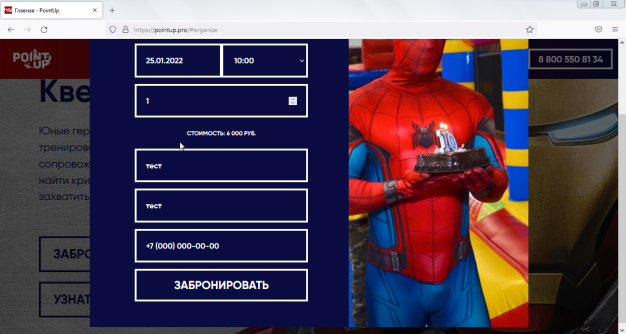 Главная - PointUp
https://pointup.pro/#organize
POINT
UP
8 800 550 81 34
Кве
Юные гер
трениро
сопровож
найти кри
захватить
ЗАБРО
УЗНАТ
25.01.2022
10:00
1
СТОИМОСТЬ: 6 000 РУБ.
тест
тест
+7 (000) 000-00-00
ЗАБРОНИРОВАТЬ
10